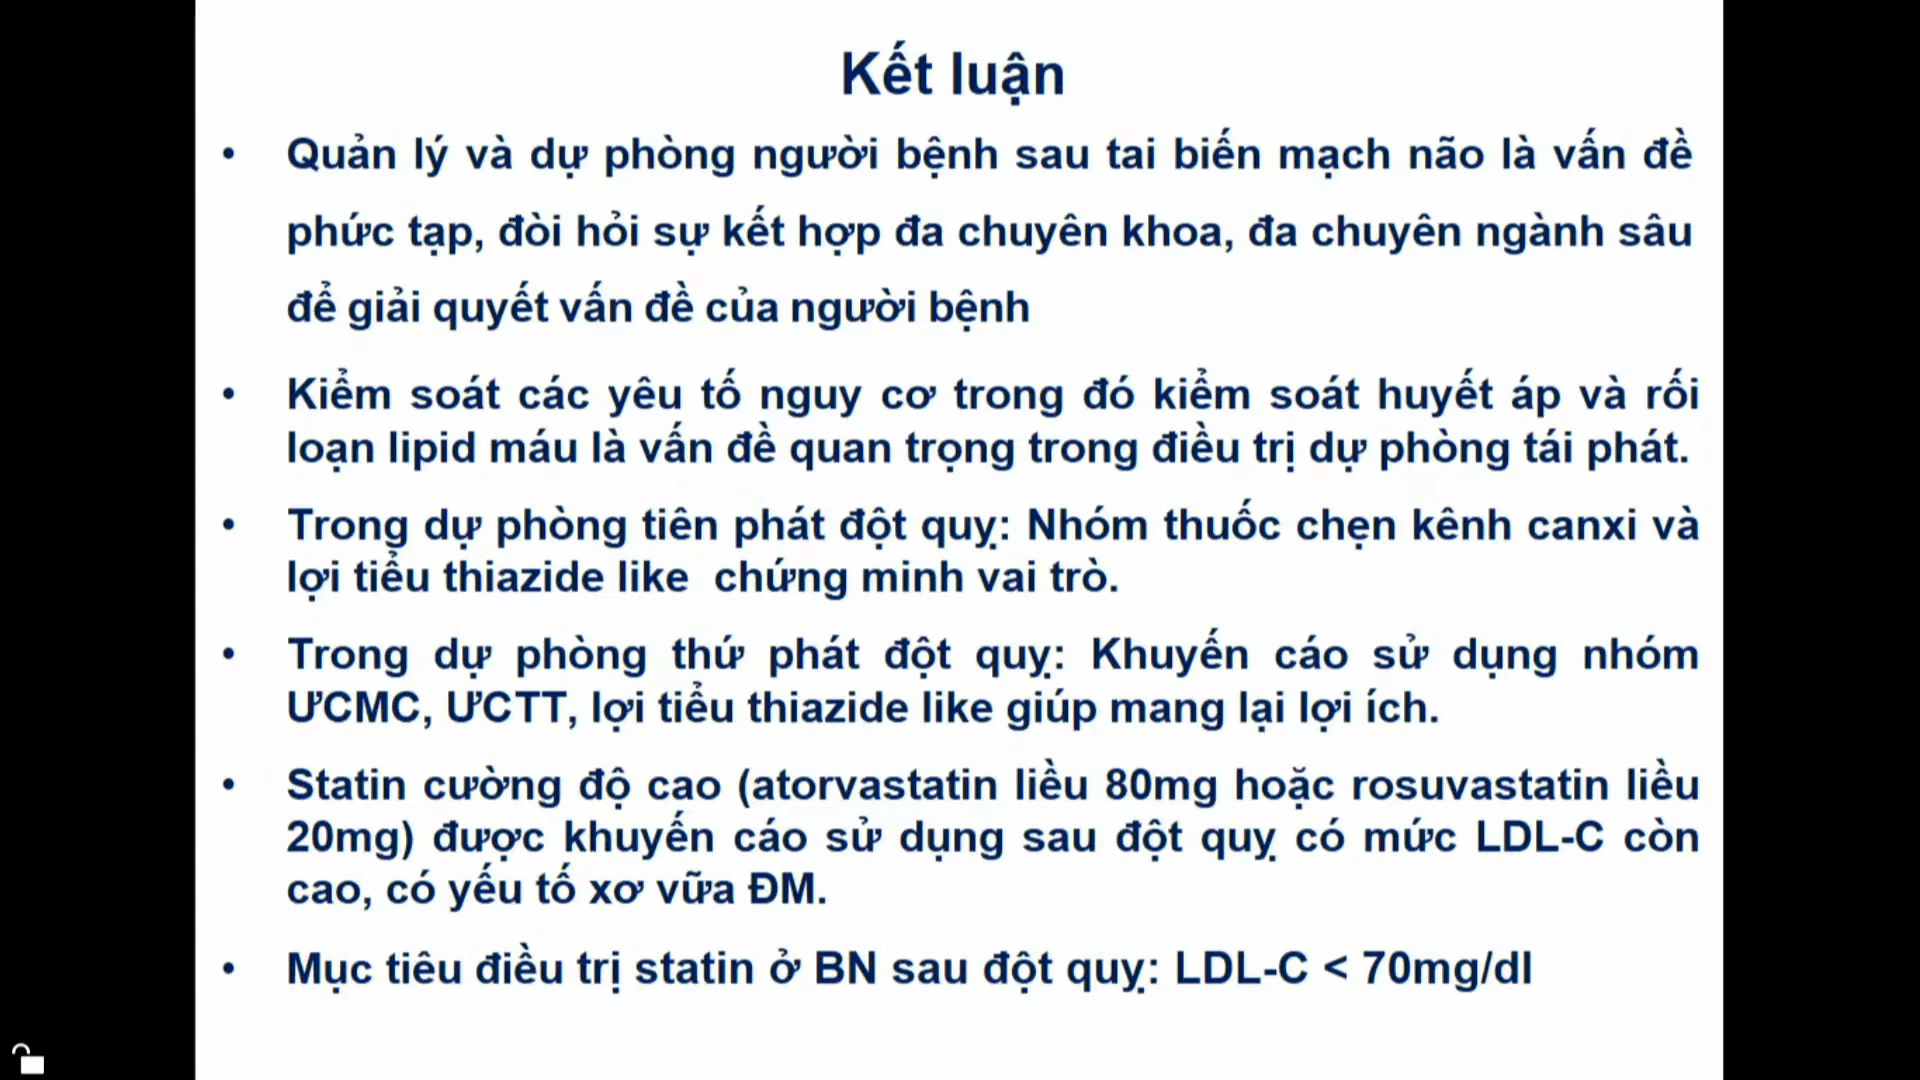 Kết luận
• Quản lý và dự phòng người bệnh sau tai biến mạch não là vấn đề
phức tạp, đòi hỏi sự kết hợp đa chuyên khoa, đa chuyên ngành sâu
để giải quyết vấn đề của người bệnh
• Kiểm soát các yêu tố nguy cơ trong đó kiểm soát huyết áp và rối
loạn lipid máu là vấn đề quan trọng trong điều trị dự phòng tái phát.
• Trong dự phòng tiên phát đột quỵ: Nhóm thuốc chẹn kênh canxi và
lợi tiểu thiazide like chứng minh vai trò.
• Trong dự phòng thứ phát đột quỵ: Khuyến cáo sử dụng nhóm
ƯCMC, ƯCTT, lợi tiểu thiazide like giúp mang lại lợi ích.
• Statin cường độ cao (atorvastatin liều 80mg hoặc rosuvastatin liều
20mg) được khuyến cáo sử dụng sau đột quỵ có mức LDL-C còn
cao, có yếu tố xơ vữa ĐM.
• Mục tiêu điều trị statin ở BN sau đột quỵ: LDL-C < 70mg/dl